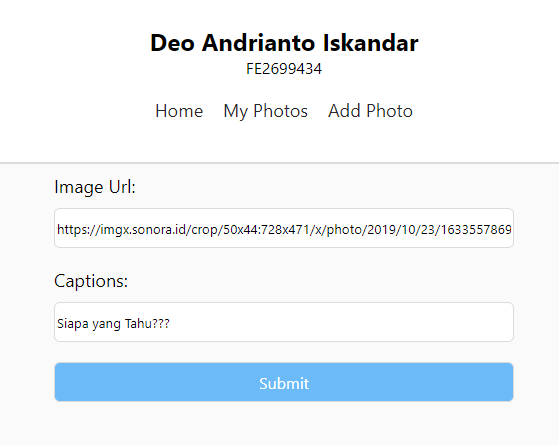 Deo Andrianto Iskandar
FE2699434
Home My Photos Add Photo
Image Url:
https://imgx.sonora.id/crop/50x44:728x471/x/photo/2019/10/23/1633557869
Captions:
Siapa yang Tahu???
Submit